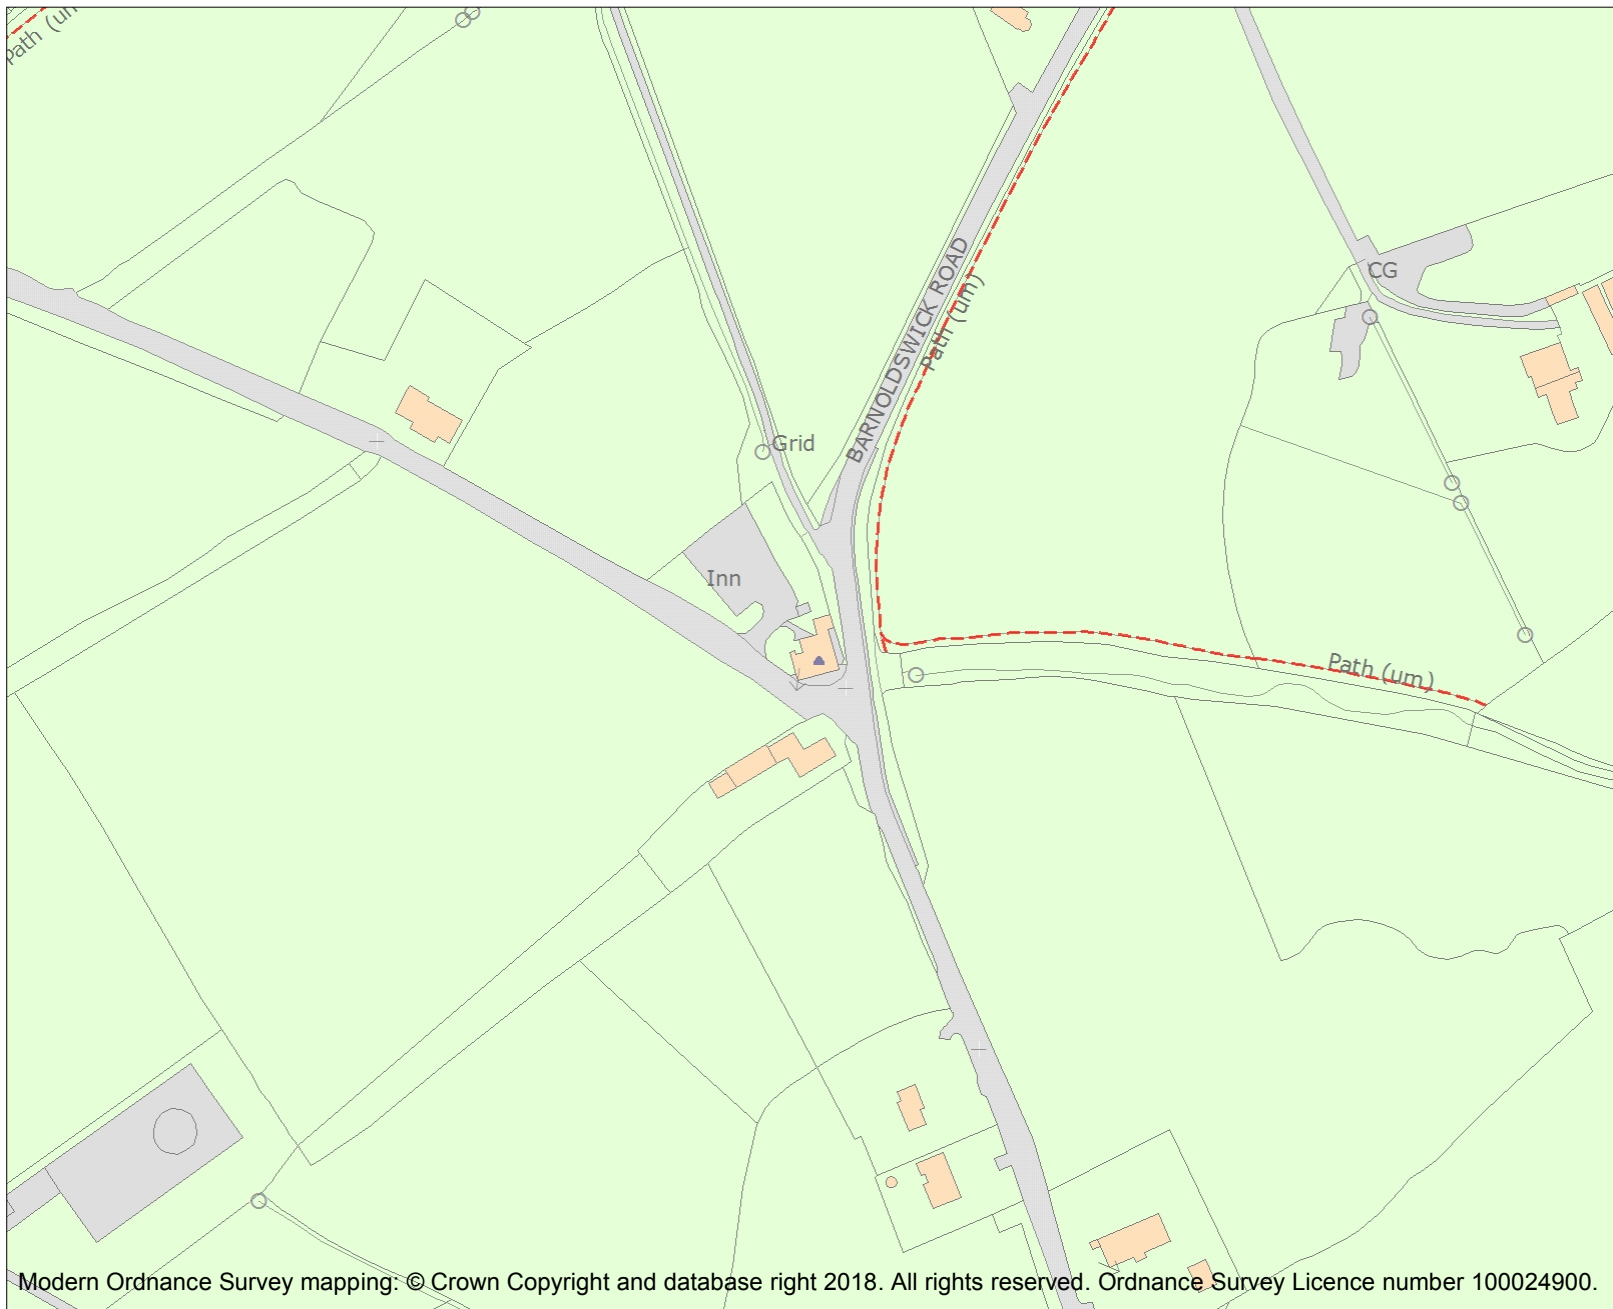 Path (un
CG
BARNOLDSWICK ROAD
Path (um)
Grid
Inn
Path (um)
Modern Ordnance Survey mapping: © Crown Copyright and database right 2018. All rights reserved. Ordnance Survey Licence number 100024900.